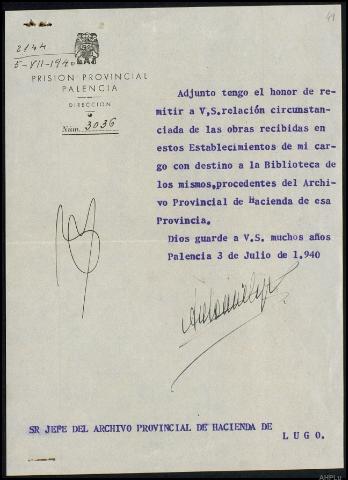 41
2144
5-VII-1940
PRISION PROVINCIAL
PALENCIA
DIRECCION
Núm. 3036
Adjunto tengo el honor de re-
mitir a V,S.relación circunstan-
ciada de las obras recibidas en
estos Establecimientos de mi car-
go con destino a la Biblioteca de
los mismos,procedentes del Archi-
vo Provincial de Hacienda de esa
Provincia.
Dios guarde a V.S. muchos años
Palencia 3 de Julio de 1.940
SR JEFE DEL ARCHIVO PROVINCIAL DE HACIENDA DE
L U G O.
AHPLu